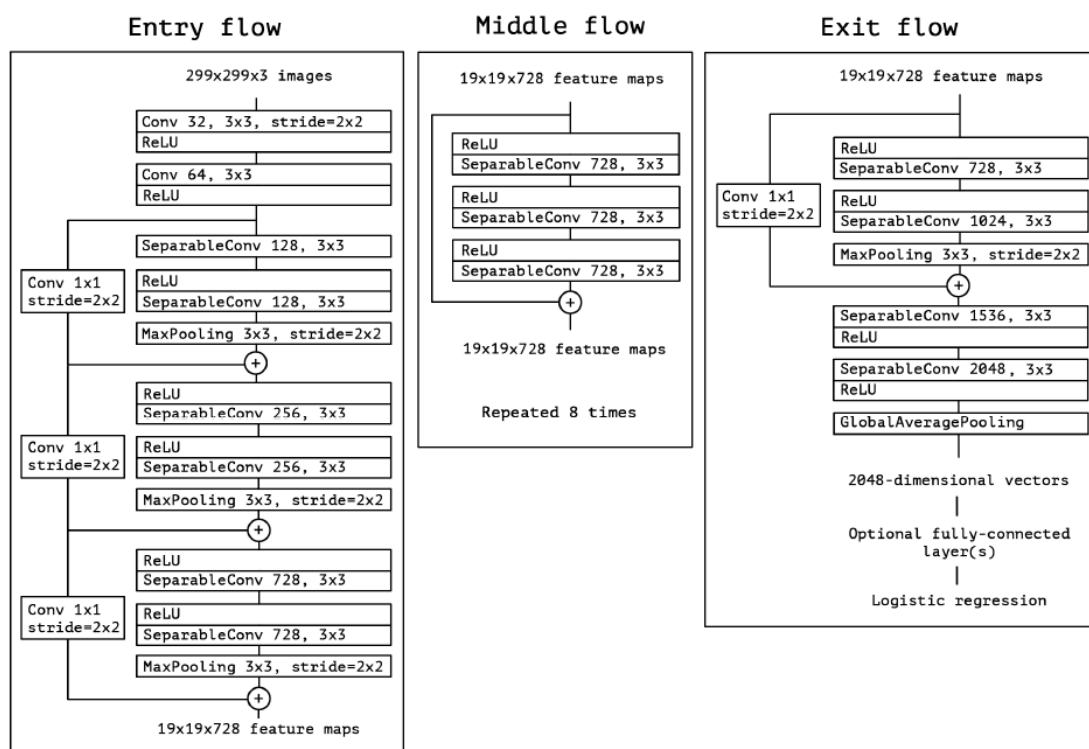 Entry flow
299x299x3 images
Conv 32, 3x3, stride=2x2
ReLU
Conv 64, 3x3
ReLU
SeparableConv 128, 3x3
Conv 1x1
stride=2x2
ReLU
SeparableConv 128, 3x3
MaxPooling 3x3, stride=2x2
+
ReLU
SeparableConv 256, 3x3
Conv 1x1
stride=2x2
ReLU
SeparableConv 256, 3x3
MaxPooling 3x3, stride=2x2
+
ReLU
SeparableConv 728, 3x3
Conv 1x1
stride=2x2
ReLU
SeparableConv 728, 3x3
MaxPooling 3x3, stride=2x2
+
19x19x728 feature maps
Middle flow
19x19x728 feature maps
ReLU
SeparableConv 728, 3x3
ReLU
SeparableConv 728, 3x3
ReLU
SeparableConv 728, 3x3
+
19x19x728 feature maps
Repeated 8 times
Exit flow
19x19x728 feature maps
ReLU
SeparableConv 728, 3x3
Conv 1x1
stride=2x2
ReLU
SeparableConv 1024, 3x3
MaxPooling 3x3, stride=2x2
+
SeparableConv 1536, 3x3
ReLU
SeparableConv 2048, 3x3
ReLU
GlobalAveragePooling
2048-dimensional vectors
Optional fully-connected
layer(s)
Logistic regression